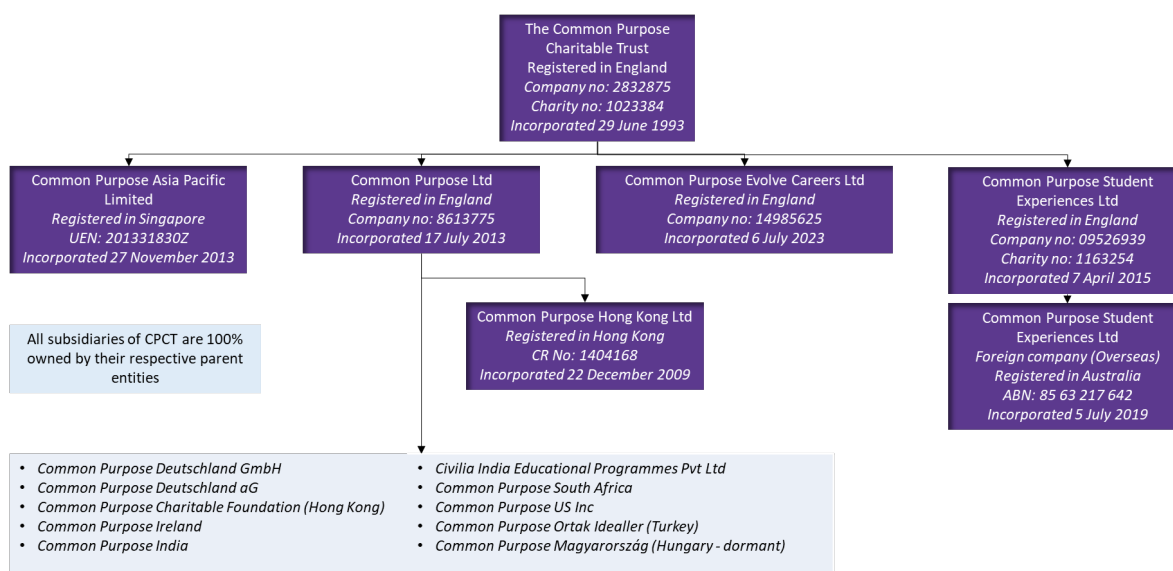 The Common Purpose
Charitable Trust
Registered in England
Company no: 2832875
Charity no: 1023384
Incorporated 29 June 1993
Common Purpose Asia Pacific
Limited
Registered in Singapore
UEN: 201331830Z
Incorporated 27 November 2013
Common Purpose Ltd
Registered in England
Company no: 8613775
Incorporated 17 July 2013
Common Purpose Evolve Careers Ltd
Registered in England
Company no: 14985625
Incorporated 6 July 2023
Common Purpose Student
Experiences Ltd
Registered in England
Company no: 09526939
Charity no: 1163254
Incorporated 7 April 2015
All subsidiaries of CPCT are 100%
owned by their respective parent
entities
Common Purpose Hong Kong Ltd
Registered in Hong Kong
CR No: 1404168
Incorporated 22 December 2009
Common Purpose Student
Experiences Ltd
Foreign company (Overseas)
Registered in Australia
ABN: 85 63 217 642
Incorporated 5 July 2019
• Common Purpose Deutschland GmbH
• Common Purpose Deutschland aG
• Common Purpose Charitable Foundation (Hong Kong)
• Common Purpose Ireland
• Common Purpose India
• Civilia India Educational Programmes Pvt Ltd
• Common Purpose South Africa
• Common Purpose US Inc
• Common Purpose Ortak Idealler (Turkey)
• Common Purpose Magyarország (Hungary - dormant)